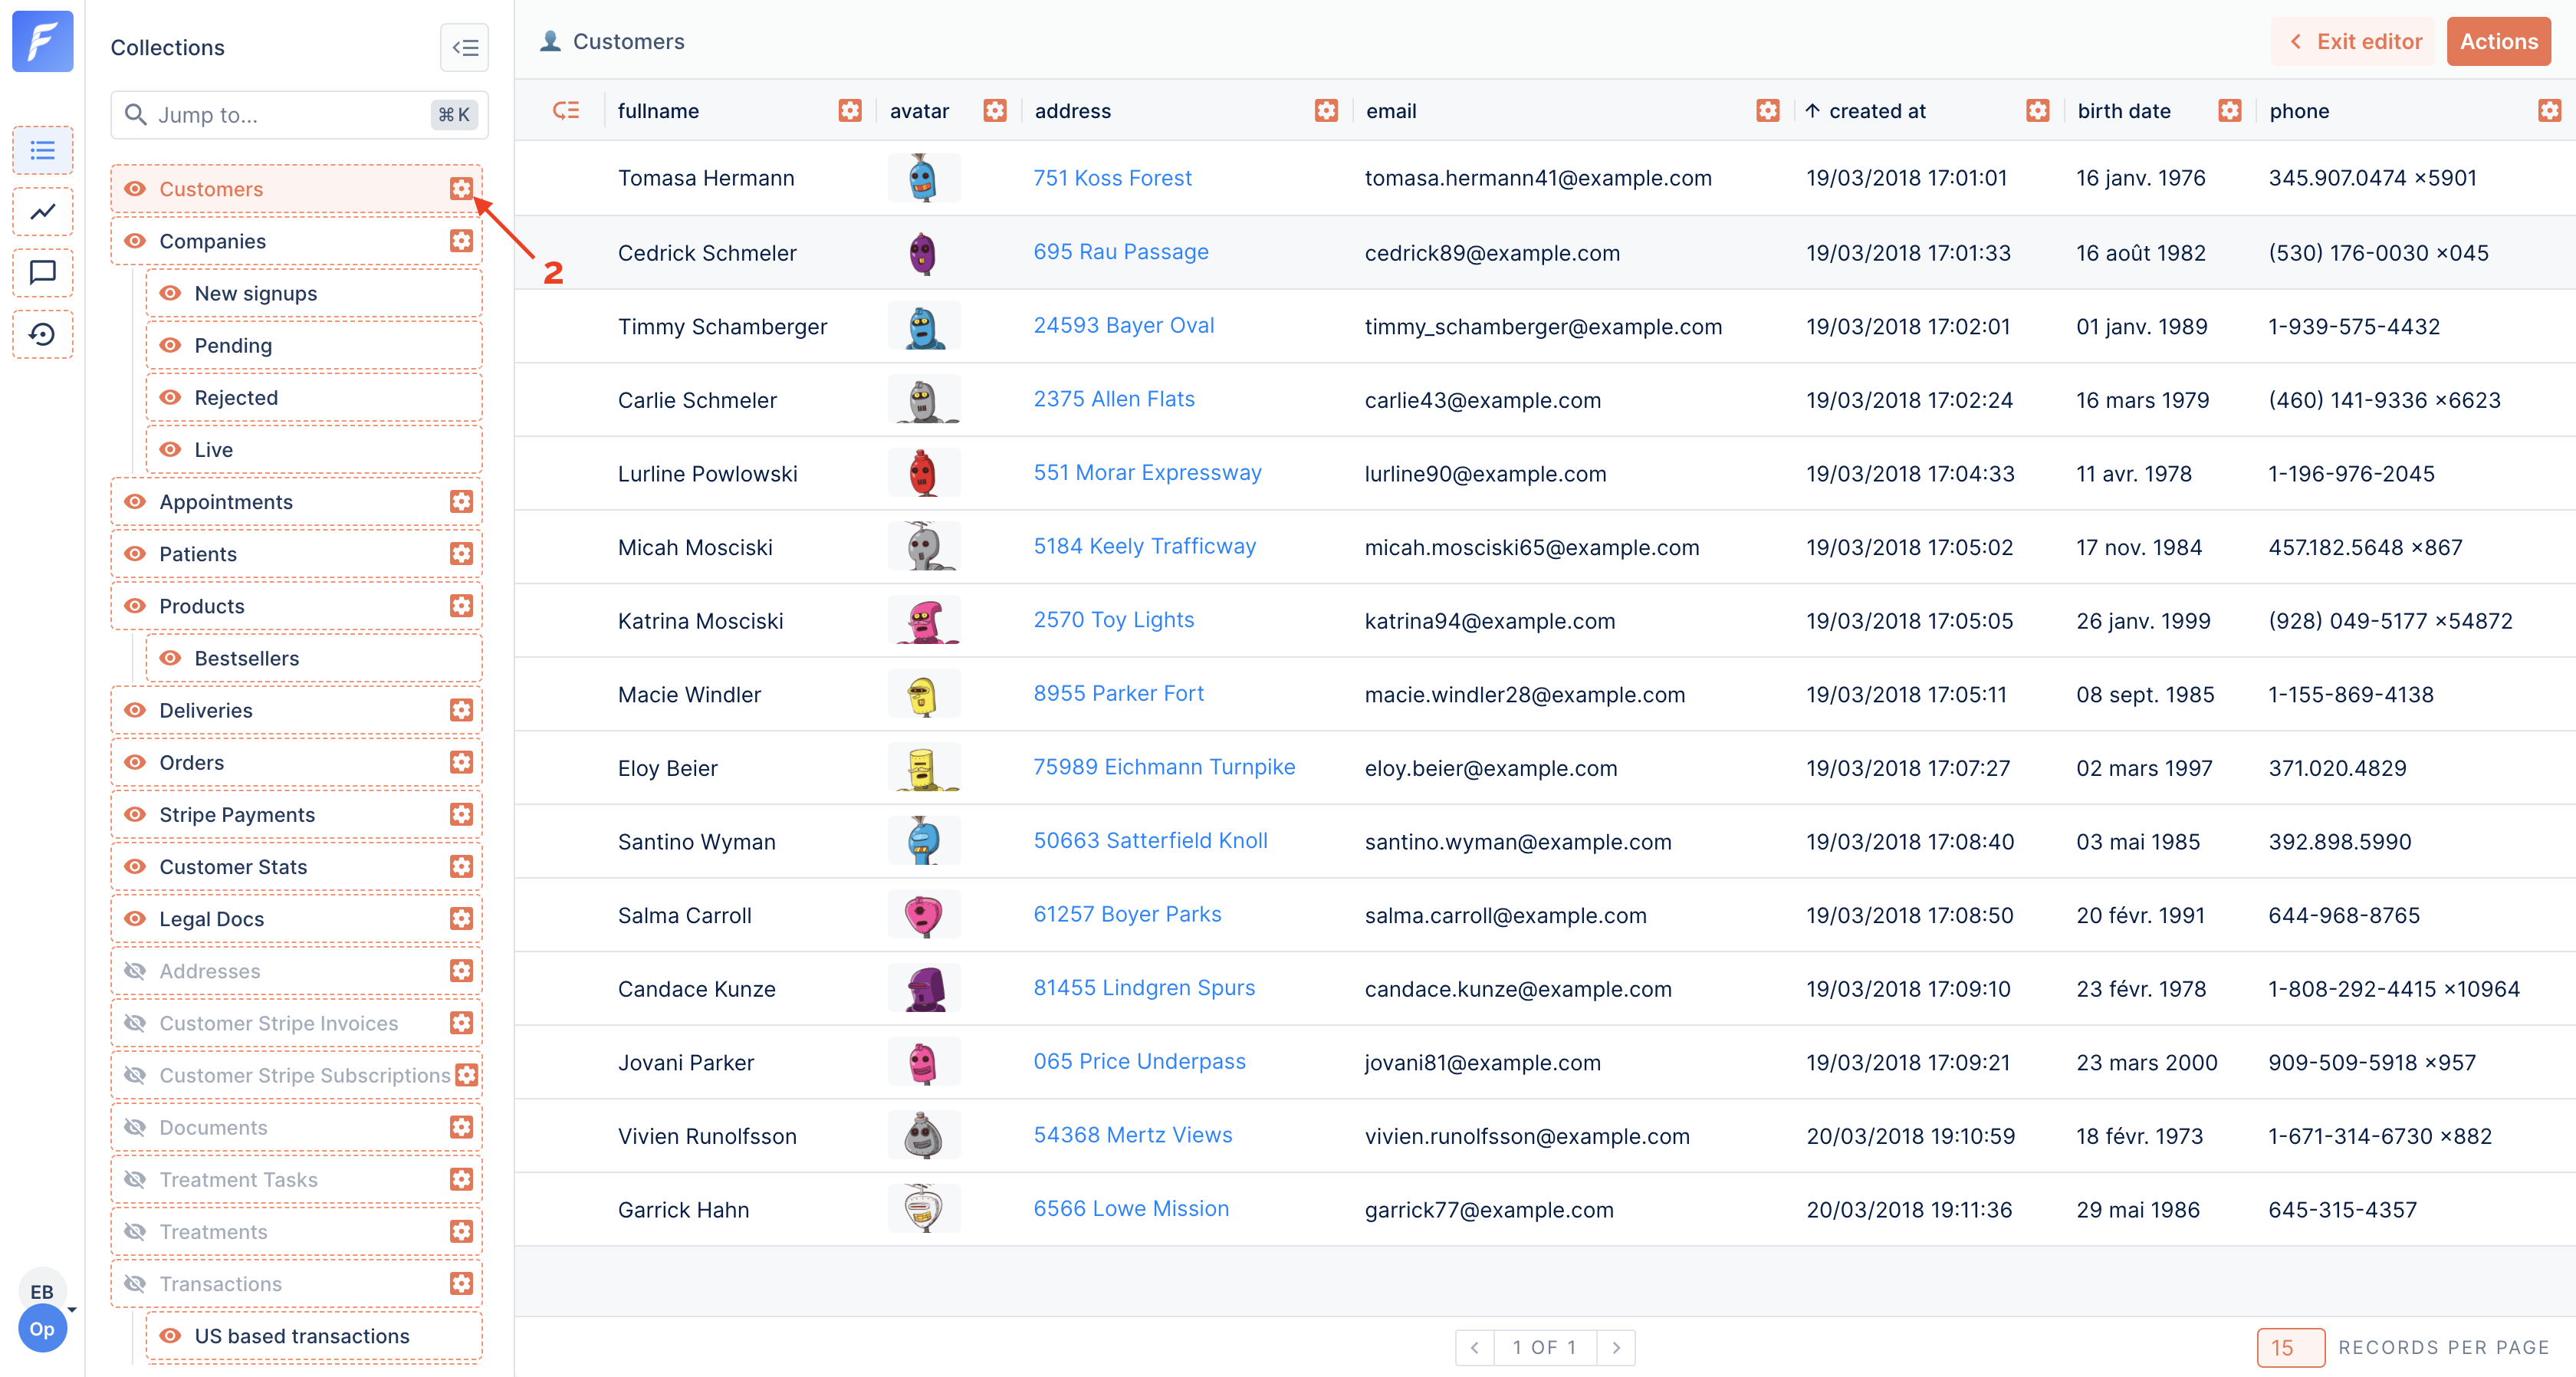 Collections
Jump to...
⌘ K
Customers
2
Companies
New signups
Pending
Rejected
Live
Appointments
Patients
Products
Bestsellers
Deliveries
Orders
Stripe Payments
Customer Stats
Legal Docs
Addresses
Customer Stripe Invoices
Customer Stripe Subscriptions
Documents
Treatment Tasks
Treatments
Transactions
US based transactions
EB
Op
Customers
Exit editor
Actions
fullname avatar address email ↑ created at birth date phone
Tomasa Hermann 751 Koss Forest tomasa.hermann41@example.com 19/03/2018 17:01:01 16 janv. 1976 345.907.0474 x5901
Cedrick Schmeler 695 Rau Passage cedrick89@example.com 19/03/2018 17:01:33 16 août 1982 (530) 176-0030 x045
Timmy Schamberger 24593 Bayer Oval timmy_schamberger@example.com 19/03/2018 17:02:01 01 janv. 1989 1-939-575-4432
Carlie Schmeler 2375 Allen Flats carlie43@example.com 19/03/2018 17:02:24 16 mars 1979 (460) 141-9336 x6623
Lurline Powlowski 551 Morar Expressway lurline90@example.com 19/03/2018 17:04:33 11 avr. 1978 1-196-976-2045
Micah Mosciski 5184 Keely Trafficway micah.mosciski65@example.com 19/03/2018 17:05:02 17 nov. 1984 457.182.5648 x867
Katrina Mosciski 2570 Toy Lights katrina94@example.com 19/03/2018 17:05:05 26 janv. 1999 (928) 049-5177 x54872
Macie Windler 8955 Parker Fort macie.windler28@example.com 19/03/2018 17:05:11 08 sept. 1985 1-155-869-4138
Eloy Beier 75989 Eichmann Turnpike eloy.beier@example.com 19/03/2018 17:07:27 02 mars 1997 371.020.4829
Santino Wyman 50663 Satterfield Knoll santino.wyman@example.com 19/03/2018 17:08:40 03 mai 1985 392.898.5990
Salma Carroll 61257 Boyer Parks salma.carroll@example.com 19/03/2018 17:08:50 20 févr. 1991 644-968-8765
Candace Kunze 81455 Lindgren Spurs candace.kunze@example.com 19/03/2018 17:09:10 23 févr. 1978 1-808-292-4415 x10964
Jovani Parker 065 Price Underpass jovani81@example.com 19/03/2018 17:09:21 23 mars 2000 909-509-5918 x957
Vivien Runolfsson 54368 Mertz Views vivien.runolfsson@example.com 20/03/2018 19:10:59 18 févr. 1973 1-671-314-6730 x882
Garrick Hahn 6566 Lowe Mission garrick77@example.com 20/03/2018 19:11:36 29 mai 1986 645-315-4357
1 OF 1
15 RECORDS PER PAGE